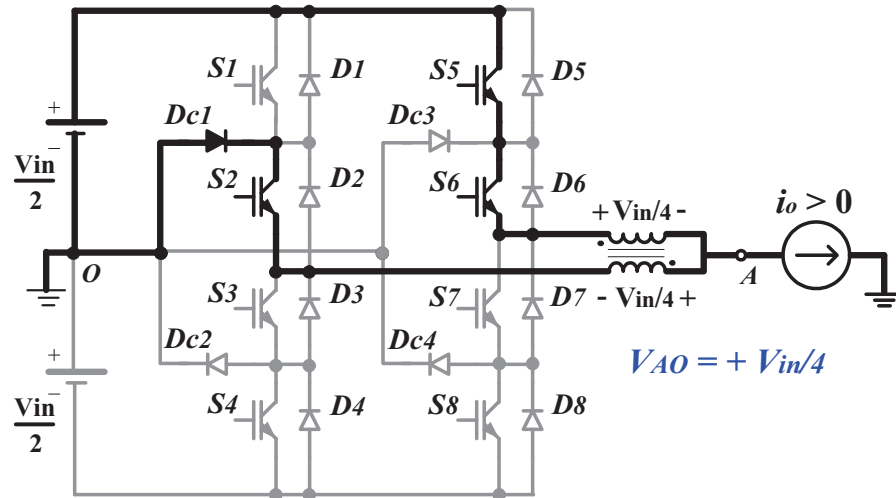 S1
D1
S5
D5
+
Dc1
Dc3
Vin
2
−
S2
D2
S6
D6
+ Vin/4 -
io > 0
O
A
- Vin/4 +
S3
D3
S7
D7
+
Dc2
Dc4
VAO = + Vin/4
Vin
2
−
S4
D4
S8
D8